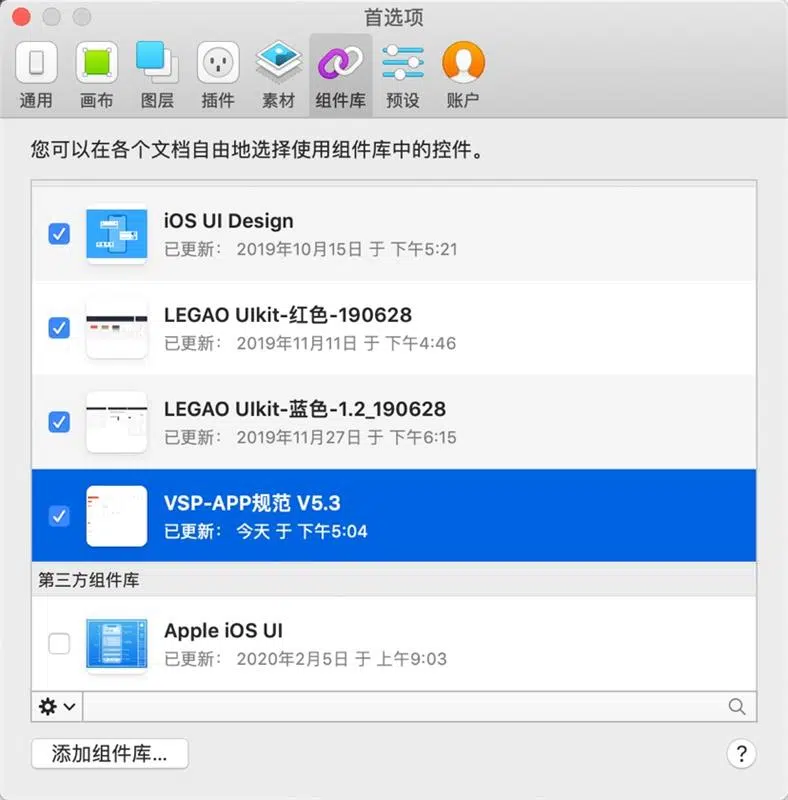 首选项
通用 画布 图层 插件 素材 组件库 预设 账户
您可以在各个文档自由地选择使用组件库中的控件。
iOS UI Design
已更新： 2019年10月15日 于 下午5:21
LEGAO UIkit-红色-190628
已更新： 2019年11月11日 于 下午4:46
LEGAO UIkit-蓝色-1.2_190628
已更新： 2019年11月27日 于 下午6:15
VSP-APP规范 V5.3
已更新： 今天 于 下午5:04
第三方组件库
Apple iOS UI
已更新： 2020年2月5日 于 上午9:03
添加组件库... ?